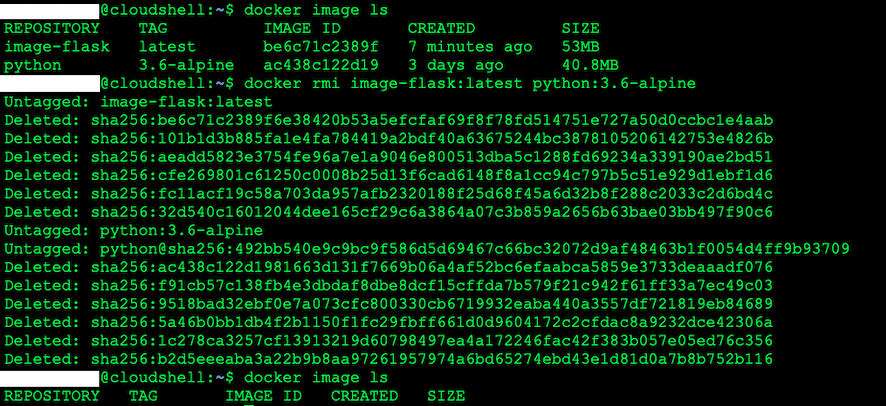 @cloudshell:~$ docker image ls
REPOSITORY TAG IMAGE ID CREATED SIZE
image-flask latest be6c71c2389f 7 minutes ago 53MB
python 3.6-alpine ac438c122d19 3 days ago 40.8MB
@cloudshell:~$ docker rmi image-flask:latest python:3.6-alpine
Untagged: image-flask:latest
Deleted: sha256:be6c71c2389f6e38420b53a5efcfaf69f8f78fd514751e727a50d0ccbc1e4aab
Deleted: sha256:101b1d3b885fa1e4fa784419a2bdf40a63675244bc3878105206142753e4826b
Deleted: sha256:aeadd5823e3754fe96a7e1a9046e800513dba5c1288fd69234a339190ae2bd51
Deleted: sha256:cfe269801c61250c0008b25d13f6cad6148f8a1cc94c797b5c51e929d1ebf1d6
Deleted: sha256:fc11acf19c58a703da957afb2320188f25d68f45a6d32b8f288c2033c2d6bd4c
Deleted: sha256:32d540c16012044dee165cf29c6a3864a07c3b859a2656b63bae03bb497f90c6
Untagged: python:3.6-alpine
Untagged: python@sha256:492bb540e9c9bc9f586d5d69467c66bc32072d9af48463b1f0054d4ff9b93709
Deleted: sha256:ac438c122d1981663d131f7669b06a4af52bc6efaabca5859e3733deaaadf076
Deleted: sha256:f91cb57c138fb4e3dbdaf8dbe8dcf15cffda7b579f21c942f61ff33a7ec49c03
Deleted: sha256:9518bad32ebf0e7a073cfc800330cb6719932eaba440a3557df721819eb84689
Deleted: sha256:5a46b0bb1db4f2b1150f1fc29fbff661d0d9604172c2cfdac8a9232dce42306a
Deleted: sha256:1c278ca3257cf13913219d60798497ea4a172246fac42f383b057e05ed76c356
Deleted: sha256:b2d5eeeaba3a22b9b8aa97261957974a6bd65274ebd43e1d81d0a7b8b752b116
@cloudshell:~$ docker image ls
REPOSITORY TAG IMAGE ID CREATED SIZE